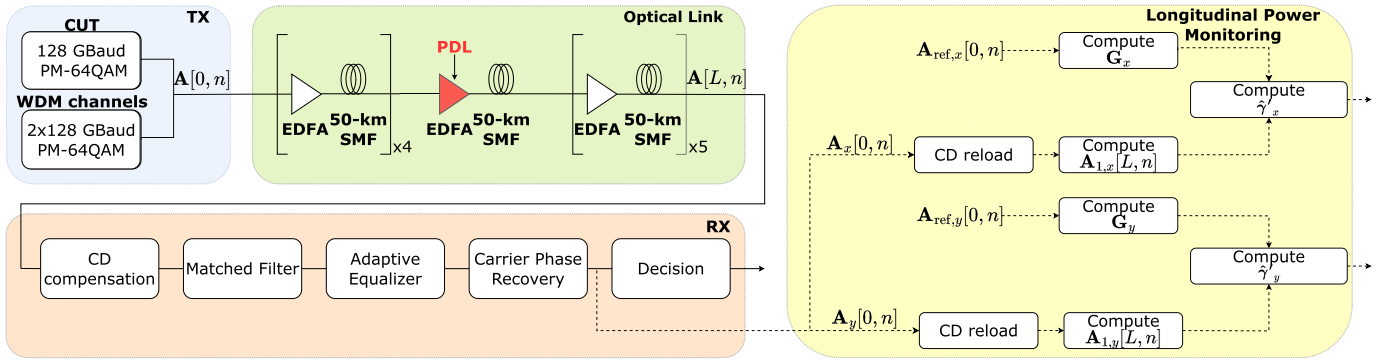 TX
CUT
128 GBaud
PM-64QAM
WDM channels
2x128 GBaud
PM-64QAM
A[0, n]
Optical Link
EDFA
50-km
SMF
x4
PDL
EDFA
50-km
SMF
EDFA
50-km
SMF
x5
A[L, n]
RX
CD
compensation
Matched Filter
Adaptive
Equalizer
Carrier Phase
Recovery
Decision
Longitudinal Power
Monitoring
A_ref,x[0, n]
Compute
G_x
Compute
γ̂′_x
A_x[0, n]
CD reload
Compute
A_1,x[L, n]
A_ref,y[0, n]
Compute
G_y
Compute
γ̂′_y
A_y[0, n]
CD reload
Compute
A_1,y[L, n]